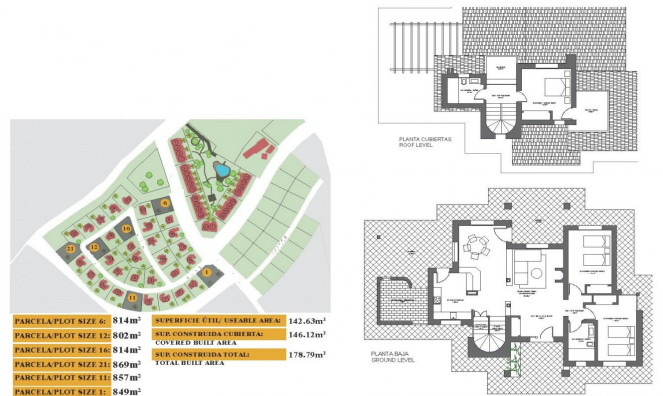 PLANTA CUBIERTAS
ROOF LEVEL
6
16
12
21
1
11
PARCELA/PLOT SIZE 6: 814m²
PARCELA/PLOT SIZE 12: 802m²
PARCELA/PLOT SIZE 16: 814m²
PARCELA/PLOT SIZE 21: 869m²
PARCELA/PLOT SIZE 11: 857m²
PARCELA/PLOT SIZE 1: 849m²
SUPERFICIE ÚTIL/ USEABLE AREA: 142.63m²
SUP. CONSTRUIDA CUBIERTA: 146.12m²
COVERED BUILT AREA
SUP. CONSTRUIDA TOTAL: 178.79m²
TOTAL BUILT AREA
PLANTA BAJA
GROUND LEVEL